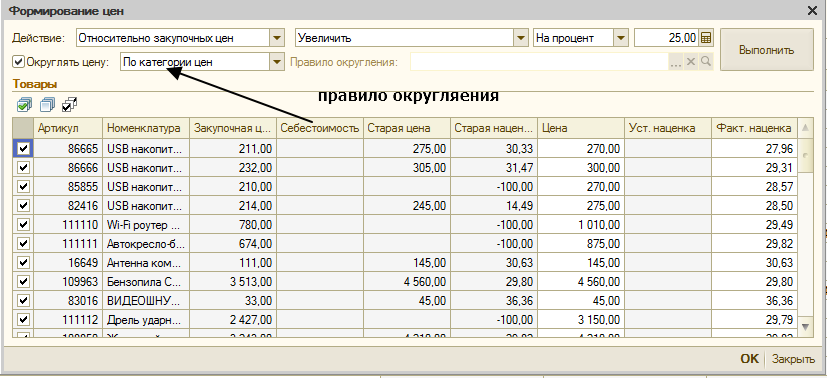 Формирование цен
Действие: Относительно закупочных цен Увеличить На процент 25,00 Выполнить
Округлять цену: По категории цен Правило округления: ...
Товары
правило округляения
Артикул Номенклатура Закупочная ц... Себестоимость Старая цена Старая нацен... Цена Уст. наценка Факт. наценка
86665 USB накопит... 211,00 275,00 30,33 270,00 27,96
86666 USB накопит... 232,00 305,00 31,47 300,00 29,31
85855 USB накопит... 210,00 -100,00 270,00 28,57
82416 USB накопит... 214,00 245,00 14,49 275,00 28,50
111110 Wi-Fi роутер ... 780,00 -100,00 1 010,00 29,49
111111 Автокресло-б... 674,00 -100,00 875,00 29,82
16649 Антенна ком... 111,00 145,00 30,63 145,00 30,63
109963 Бензопила С... 3 513,00 4 560,00 29,80 4 560,00 29,80
83016 ВИДЕОШНУ... 33,00 45,00 36,36 45,00 36,36
111112 Дрель ударн... 2 427,00 -100,00 3 150,00 29,79
OK Закрыть